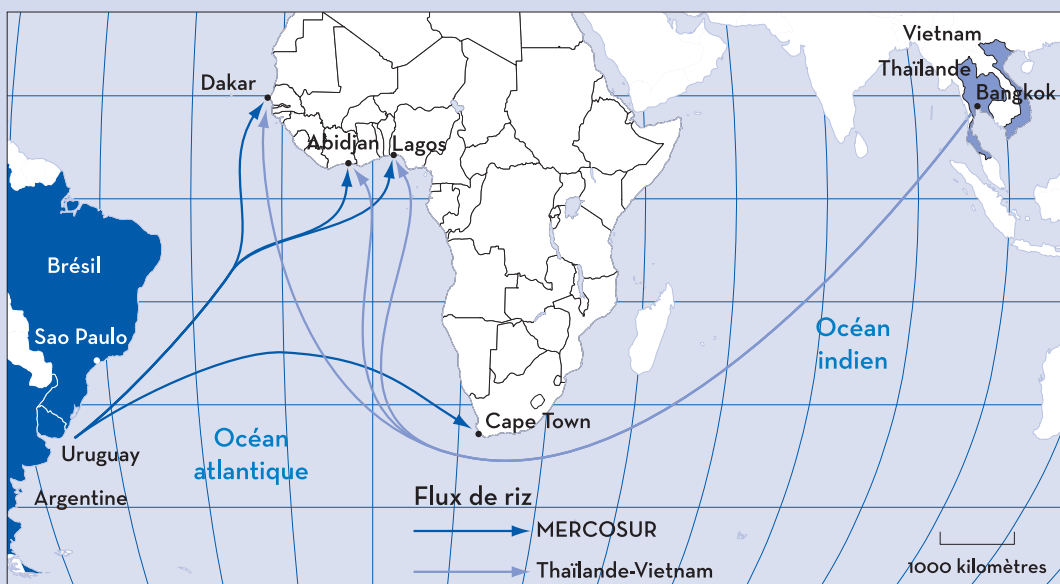 Vietnam
Thaïlande
Bangkok
Dakar
Abidjan
Lagos
Brésil
Sao Paulo
Océan
indien
Cape Town
Uruguay
Océan
atlantique
Argentine
Flux de riz
MERCOSUR
Thaïlande-Vietnam
1000 kilomètres